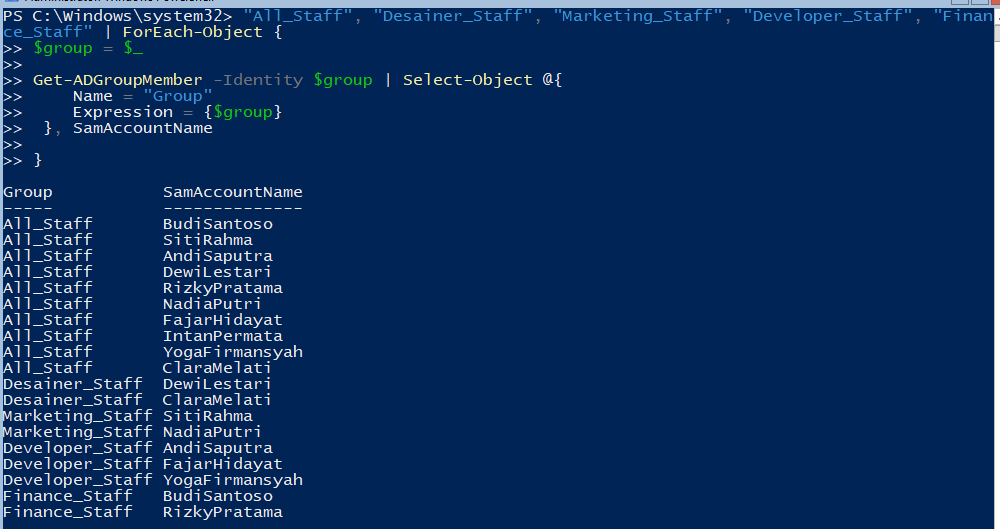 PS C:\Windows\system32> "All_Staff", "Desainer_Staff", "Marketing_Staff", "Developer_Staff", "Finan
ce_Staff" | ForEach-Object {
>> $group = $_
>>
>> Get-ADGroupMember -Identity $group | Select-Object @{
>>     Name = "Group"
>>     Expression = {$group}
>>  }, SamAccountName
>>
>> }
Group           SamAccountName
-----           --------------
All_Staff       BudiSantoso
All_Staff       SitiRahma
All_Staff       AndiSaputra
All_Staff       DewiLestari
All_Staff       RizkyPratama
All_Staff       NadiaPutri
All_Staff       FajarHidayat
All_Staff       IntanPermata
All_Staff       YogaFirmansyah
All_Staff       ClaraMelati
Desainer_Staff  DewiLestari
Desainer_Staff  ClaraMelati
Marketing_Staff SitiRahma
Marketing_Staff NadiaPutri
Developer_Staff AndiSaputra
Developer_Staff FajarHidayat
Developer_Staff YogaFirmansyah
Finance_Staff   BudiSantoso
Finance_Staff   RizkyPratama